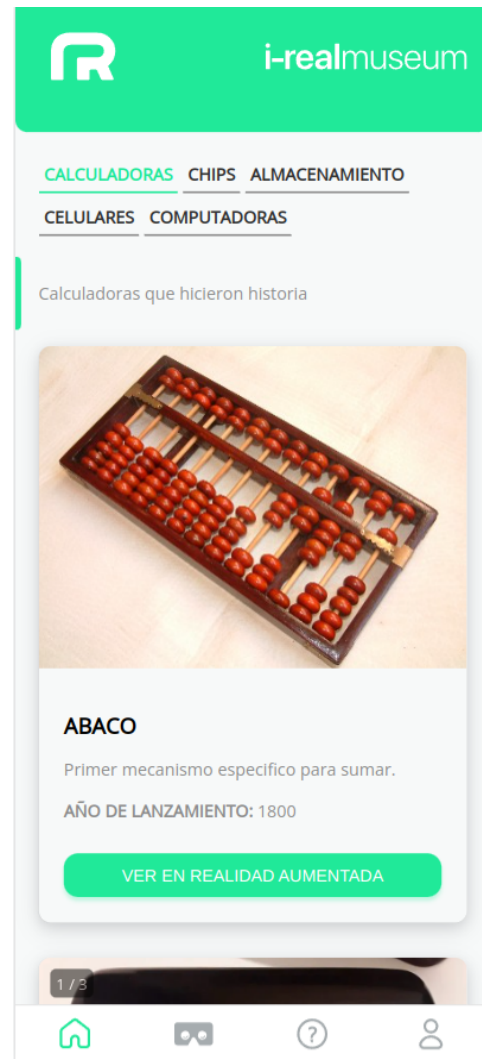 i-realmuseum
CALCULADORAS CHIPS ALMACENAMIENTO
CELULARES COMPUTADORAS
Calculadoras que hicieron historia
ABACO
Primer mecanismo especifico para sumar.
AÑO DE LANZAMIENTO: 1800
VER EN REALIDAD AUMENTADA
1 / 3